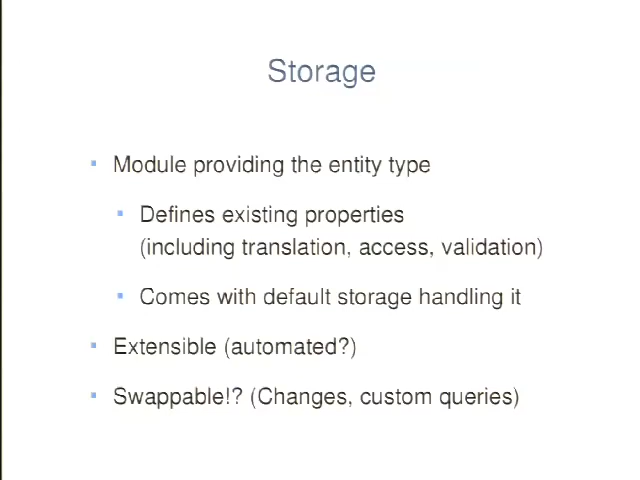 Storage
Module providing the entity type
Defines existing properties
(including translation, access, validation)
Comes with default storage handling it
Extensible (automated?)
Swappable!? (Changes, custom queries)